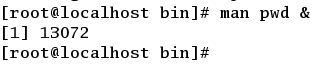 [root@localhost bin]# man pwd &
[1] 13072
[root@localhost bin]#